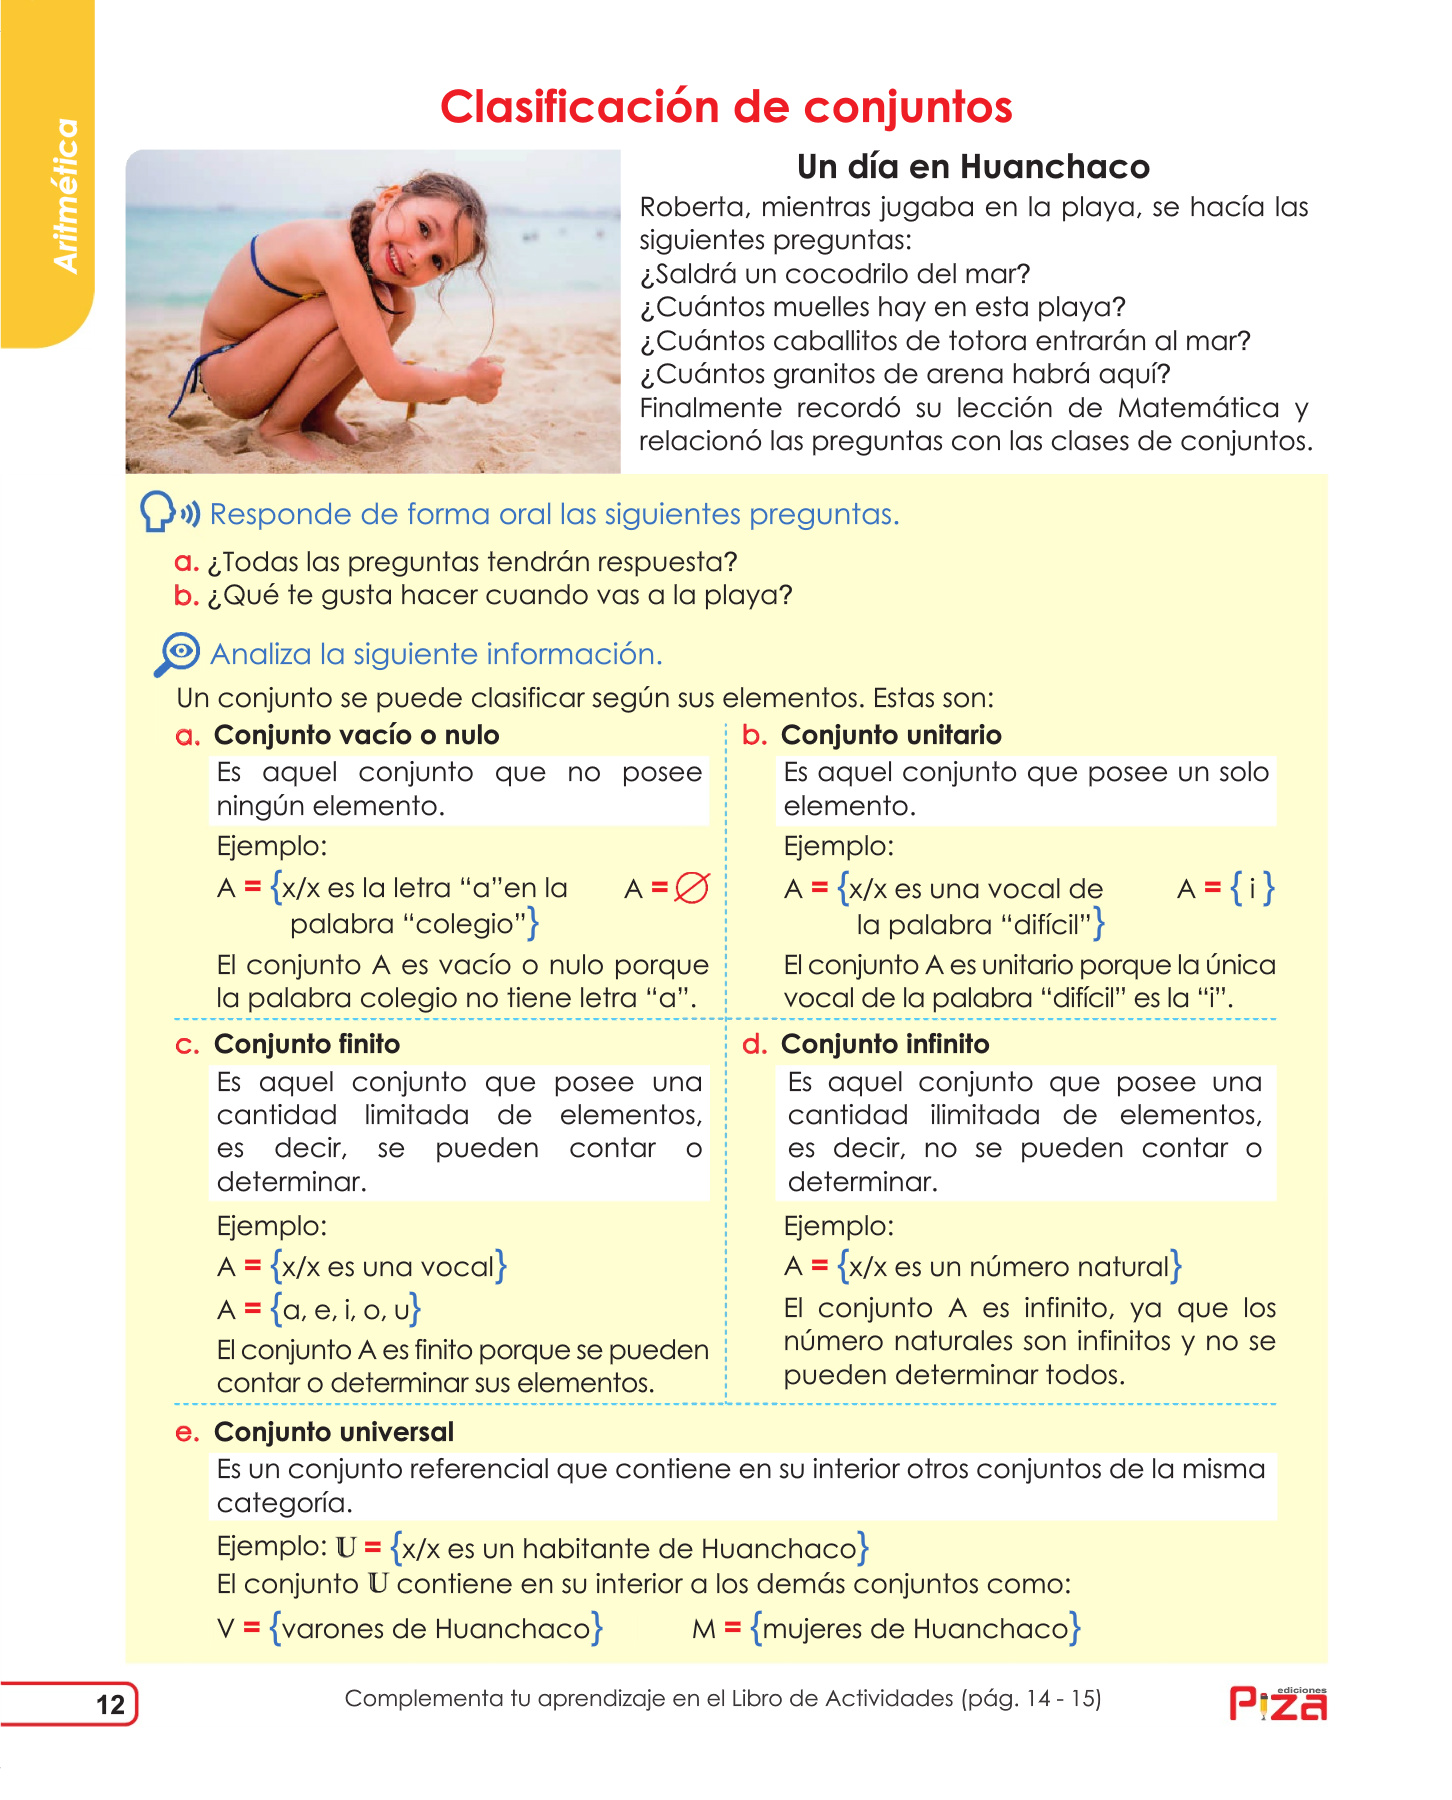 Aritmética
Clasificación de conjuntos
Un día en Huanchaco
Roberta, mientras jugaba en la playa, se hacía las
siguientes preguntas:
¿Saldrá un cocodrilo del mar?
¿Cuántos muelles hay en esta playa?
¿Cuántos caballitos de totora entrarán al mar?
¿Cuántos granitos de arena habrá aquí?
Finalmente recordó su lección de Matemática y
relacionó las preguntas con las clases de conjuntos.
Responde de forma oral las siguientes preguntas.
a. ¿Todas las preguntas tendrán respuesta?
b. ¿Qué te gusta hacer cuando vas a la playa?
Analiza la siguiente información.
Un conjunto se puede clasificar según sus elementos. Estas son:
a. Conjunto vacío o nulo
Es aquel conjunto que no posee
ningún elemento.
Ejemplo:
A = {x/x es la letra “a”en la A = ∅
palabra “colegio”}
El conjunto A es vacío o nulo porque
la palabra colegio no tiene letra “a”.
b. Conjunto unitario
Es aquel conjunto que posee un solo
elemento.
Ejemplo:
A = {x/x es una vocal de A = { i }
la palabra “difícil”}
El conjunto A es unitario porque la única
vocal de la palabra “difícil” es la “i”.
c. Conjunto finito
Es aquel conjunto que posee una
cantidad limitada de elementos,
es decir, se pueden contar o
determinar.
Ejemplo:
A = {x/x es una vocal}
A = {a, e, i, o, u}
El conjunto A es finito porque se pueden
contar o determinar sus elementos.
d. Conjunto infinito
Es aquel conjunto que posee una
cantidad ilimitada de elementos,
es decir, no se pueden contar o
determinar.
Ejemplo:
A = {x/x es un número natural}
El conjunto A es infinito, ya que los
número naturales son infinitos y no se
pueden determinar todos.
e. Conjunto universal
Es un conjunto referencial que contiene en su interior otros conjuntos de la misma
categoría.
Ejemplo: 𝕌 = {x/x es un habitante de Huanchaco}
El conjunto 𝕌 contiene en su interior a los demás conjuntos como:
V = {varones de Huanchaco} M = {mujeres de Huanchaco}
12
Complementa tu aprendizaje en el Libro de Actividades (pág. 14 - 15)
ediciones
Piza